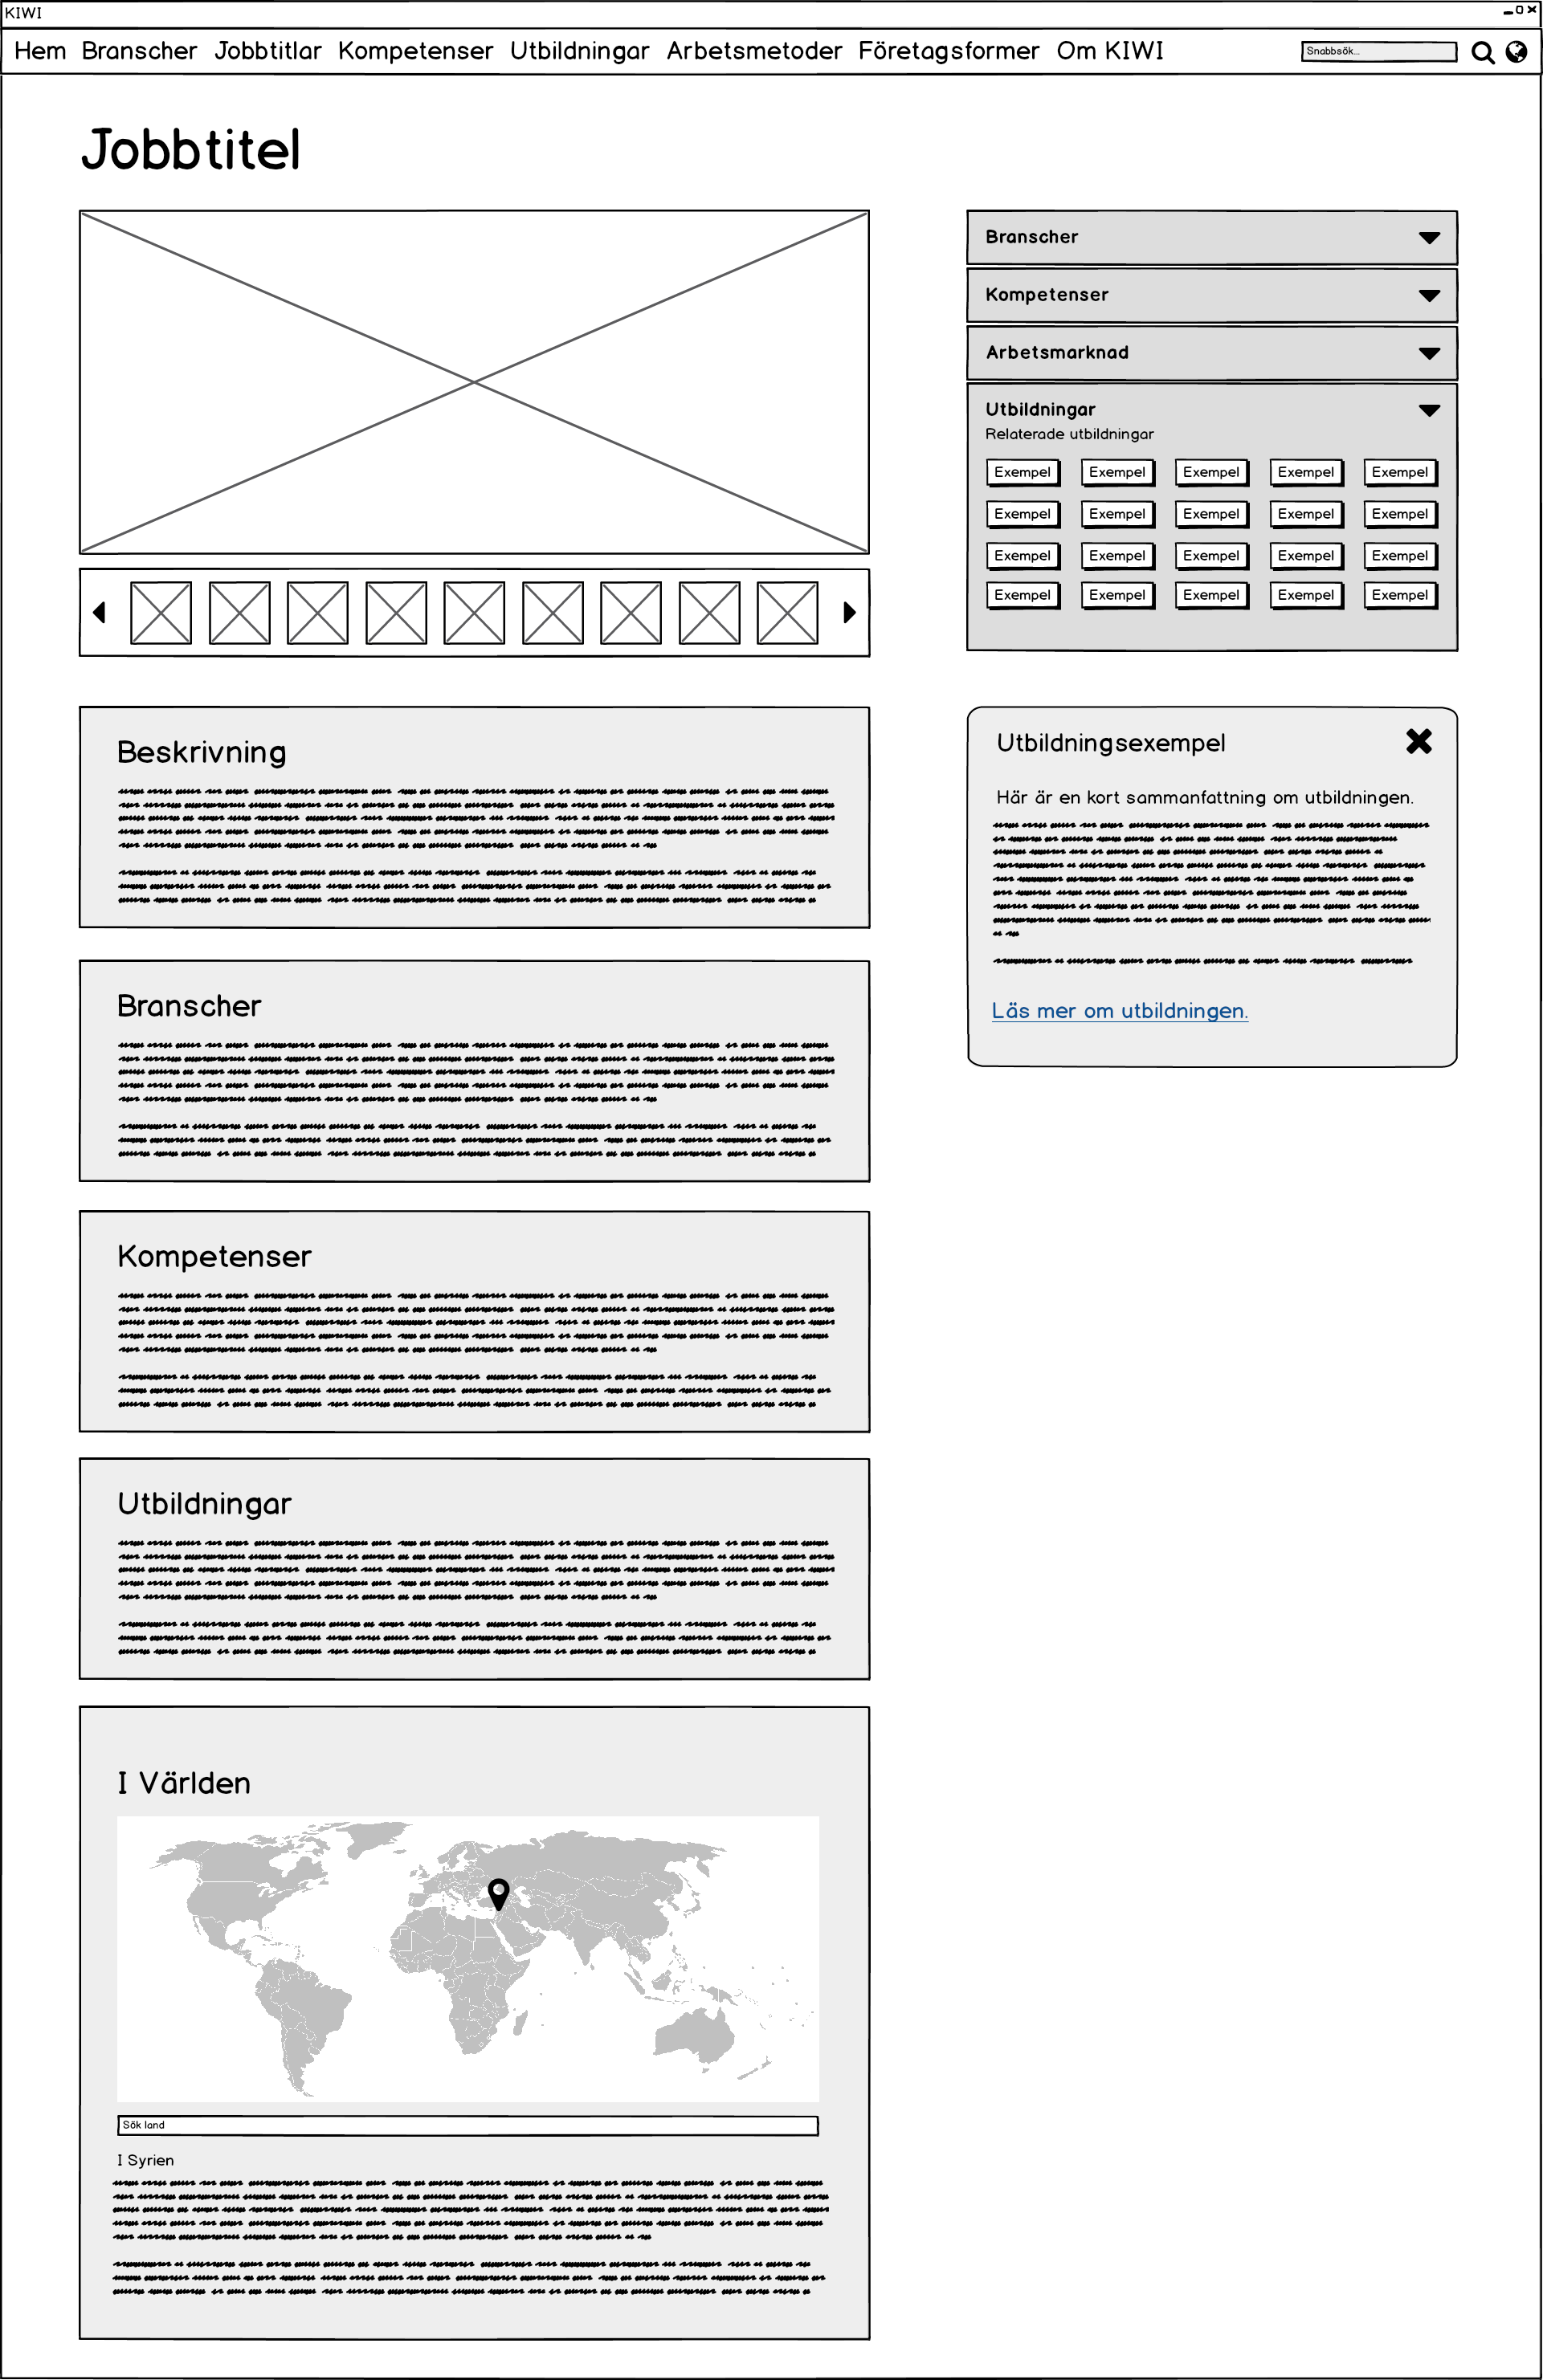 KIWI
Hem Branscher Jobbtitlar Kompetenser Utbildningar Arbetsmetoder Företagsformer Om KIWI
Snabbsök...
Jobbtitel
Branscher
Kompetenser
Arbetsmarknad
Utbildningar
Relaterade utbildningar
Exempel Exempel Exempel Exempel Exempel
Exempel Exempel Exempel Exempel Exempel
Exempel Exempel Exempel Exempel Exempel
Exempel Exempel Exempel Exempel Exempel
Beskrivning
Utbildningsexempel
Här är en kort sammanfattning om utbildningen.
Läs mer om utbildningen.
Branscher
Kompetenser
Utbildningar
I Världen
Sök land
I Syrien